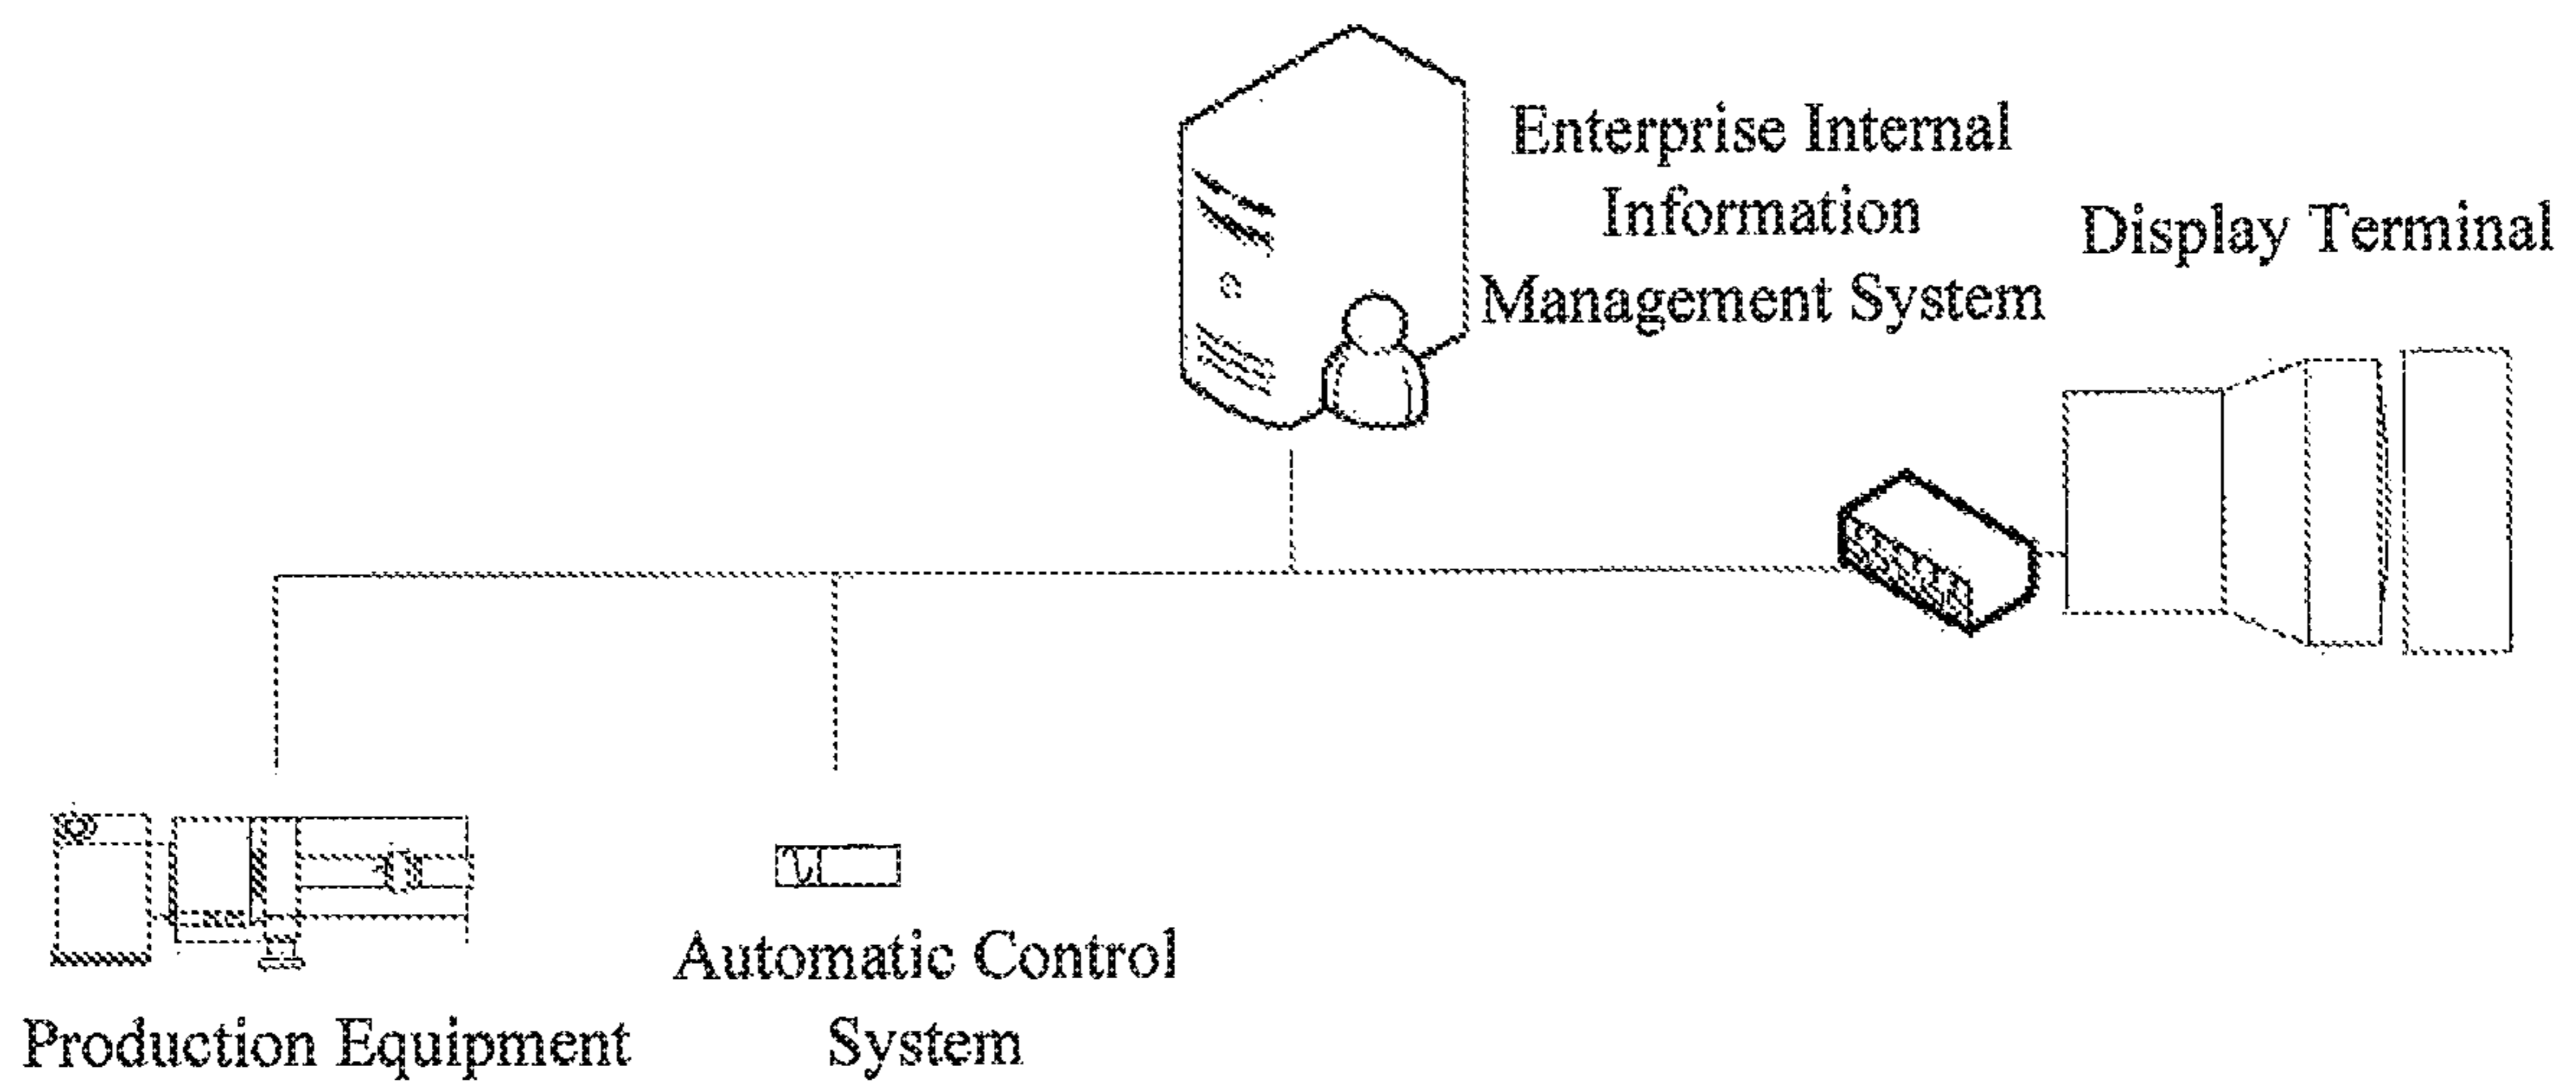 Enterprise Internal
Information
Management System
Display Terminal
Automatic Control
System
Production Equipment